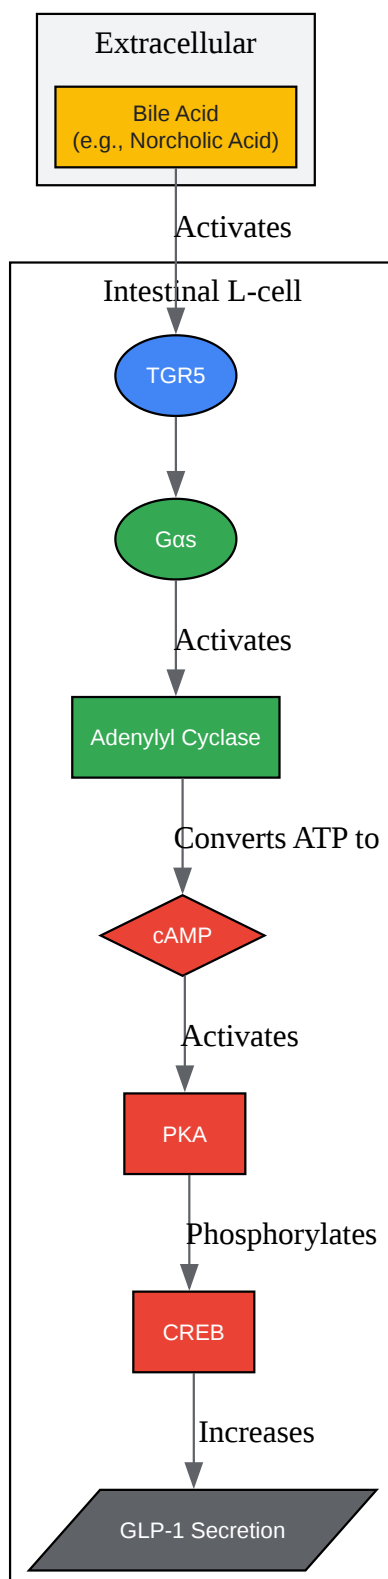 Extracellular
Bile Acid
(e.g., Norcholic Acid)
Activates
Intestinal L-cell
TGR5
Gαs
Activates
Adenylyl Cyclase
Converts ATP to
cAMP
Activates
PKA
Phosphorylates
CREB
Increases
GLP-1 Secretion